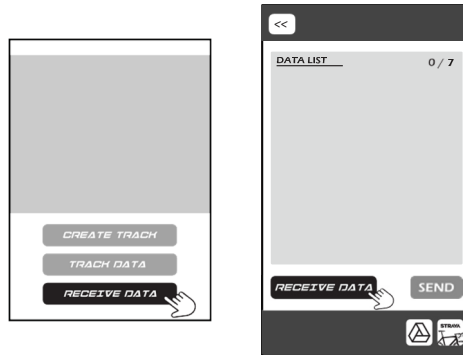 CREATE TRACK
TRACK DATA
RECEIVE DATA
<<
DATA LIST 0 / 7
RECEIVE DATA SEND
STRAVA